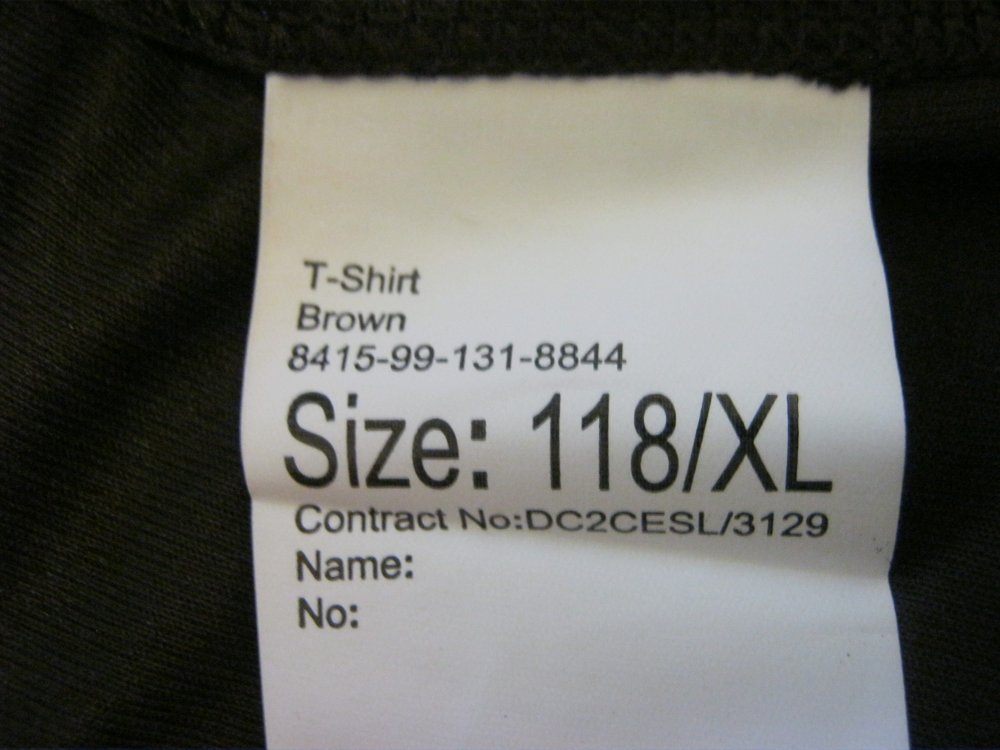 T-Shirt
Brown
8415-99-131-8844
Size: 118/XL
Contract No:DC2CESL/3129
Name:
No: